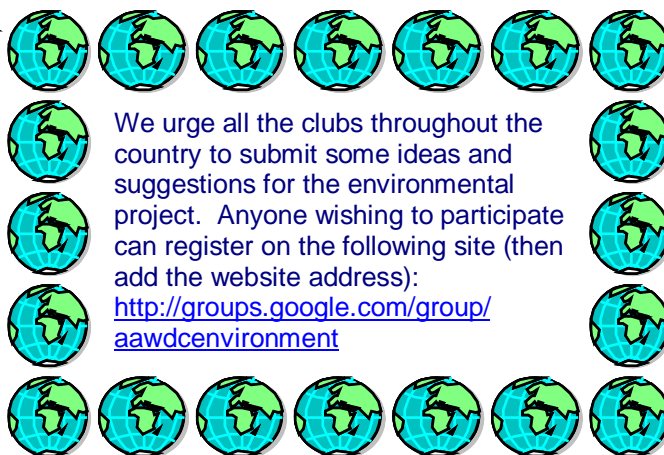 We urge all the clubs throughout the
country to submit some ideas and
suggestions for the environmental
project.  Anyone wishing to participate
can register on the following site (then
add the website address):
http://groups.google.com/group/
aawdcenvironment